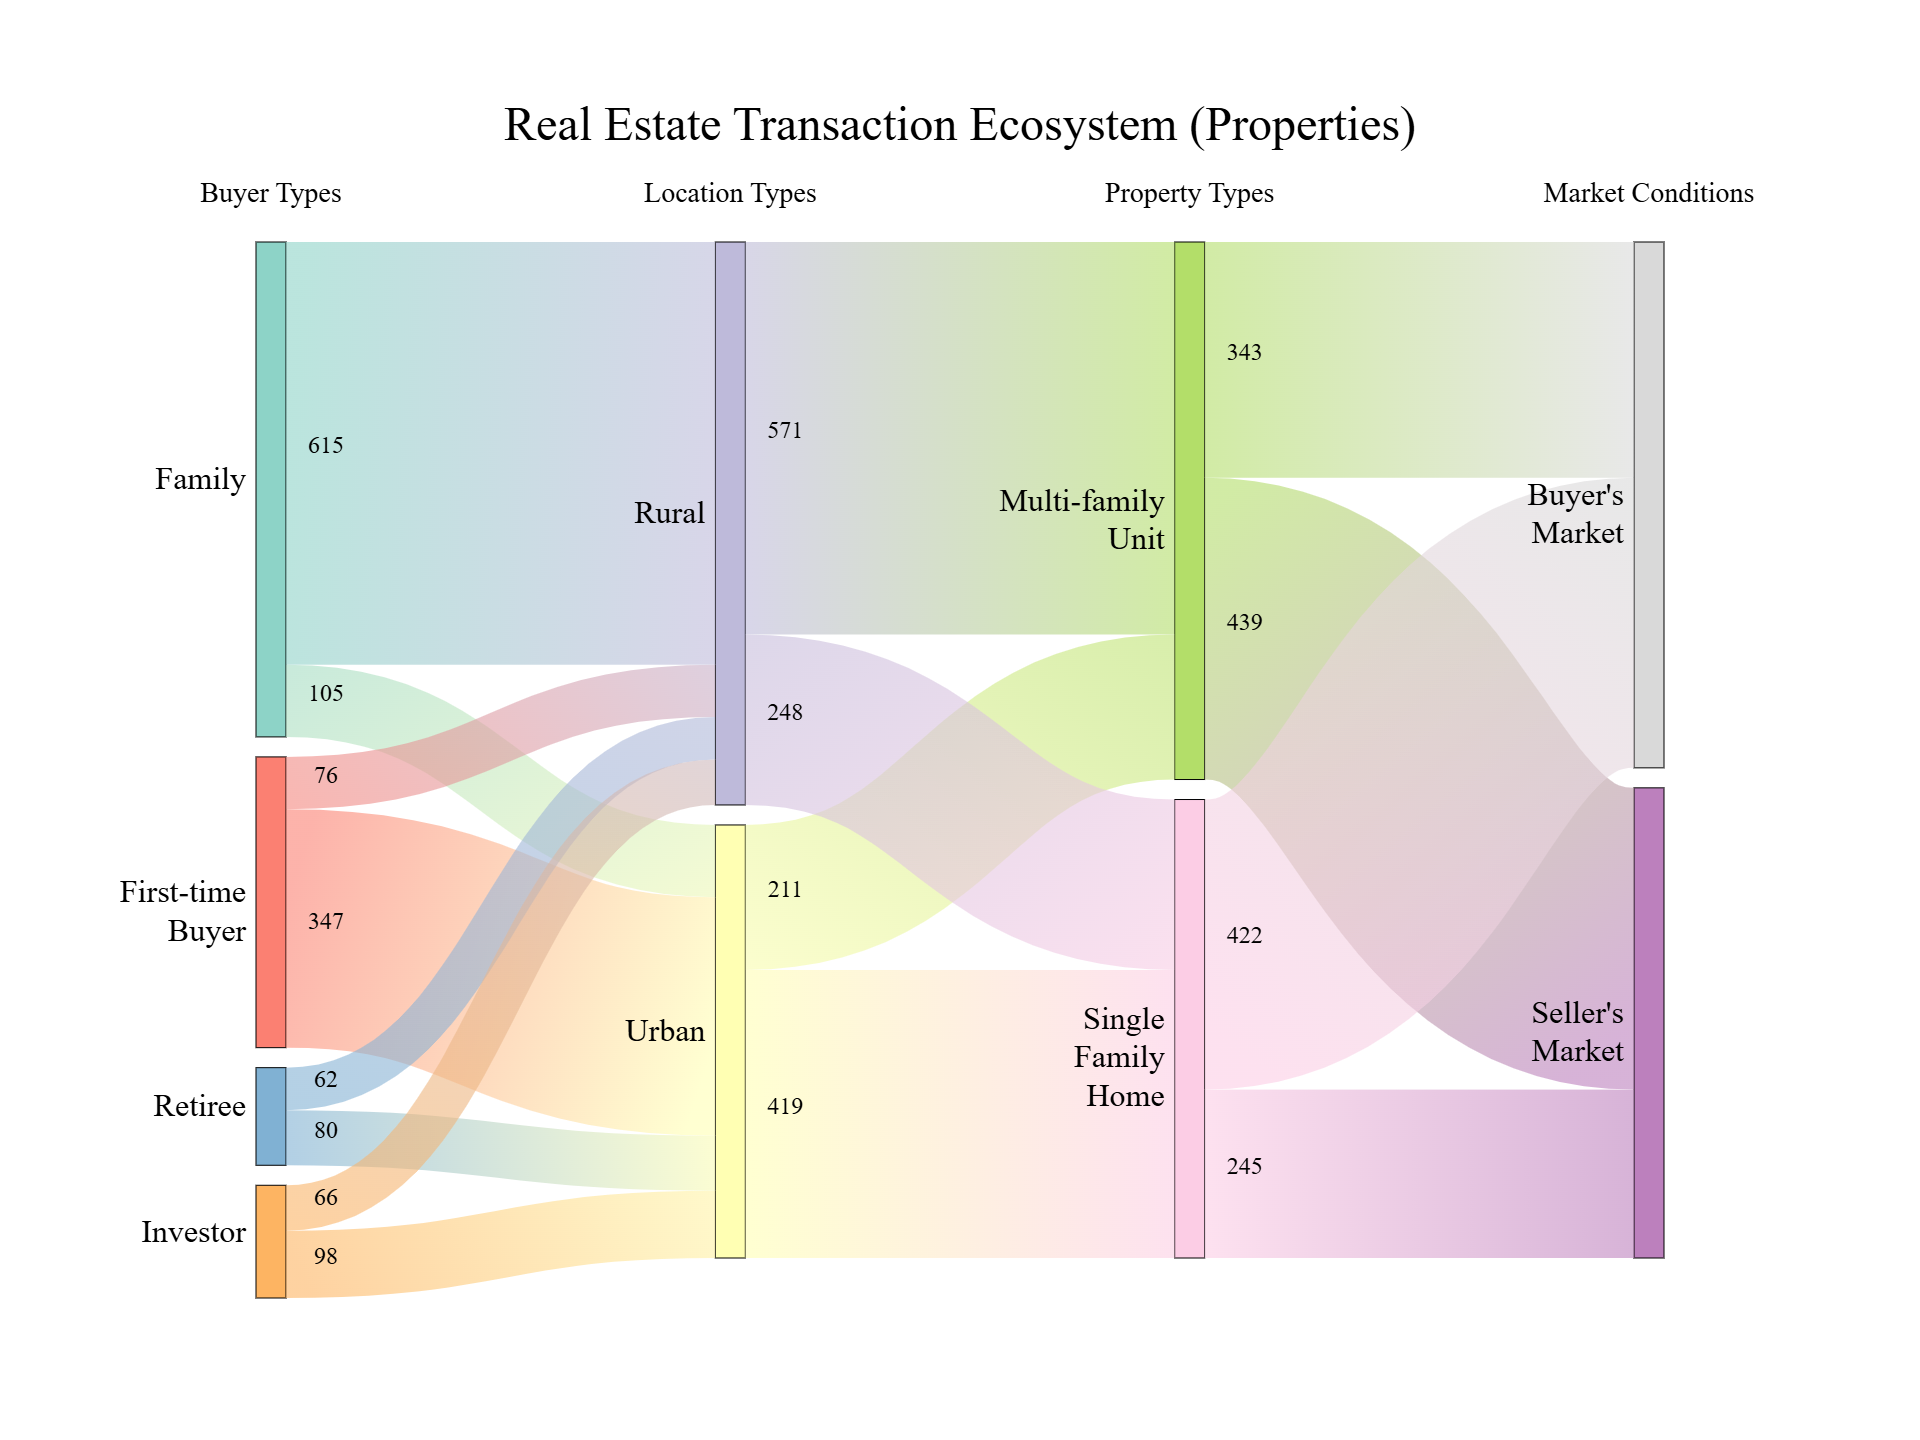 Real Estate Transaction Ecosystem (Properties)
Buyer Types
Location Types
Property Types
Market Conditions
Family
615
105
First-time
Buyer
76
347
Retiree
62
80
Investor
66
98
Rural
571
248
Urban
211
419
Multi-family
Unit
343
439
Single
Family
Home
422
245
Buyer's
Market
Seller's
Market